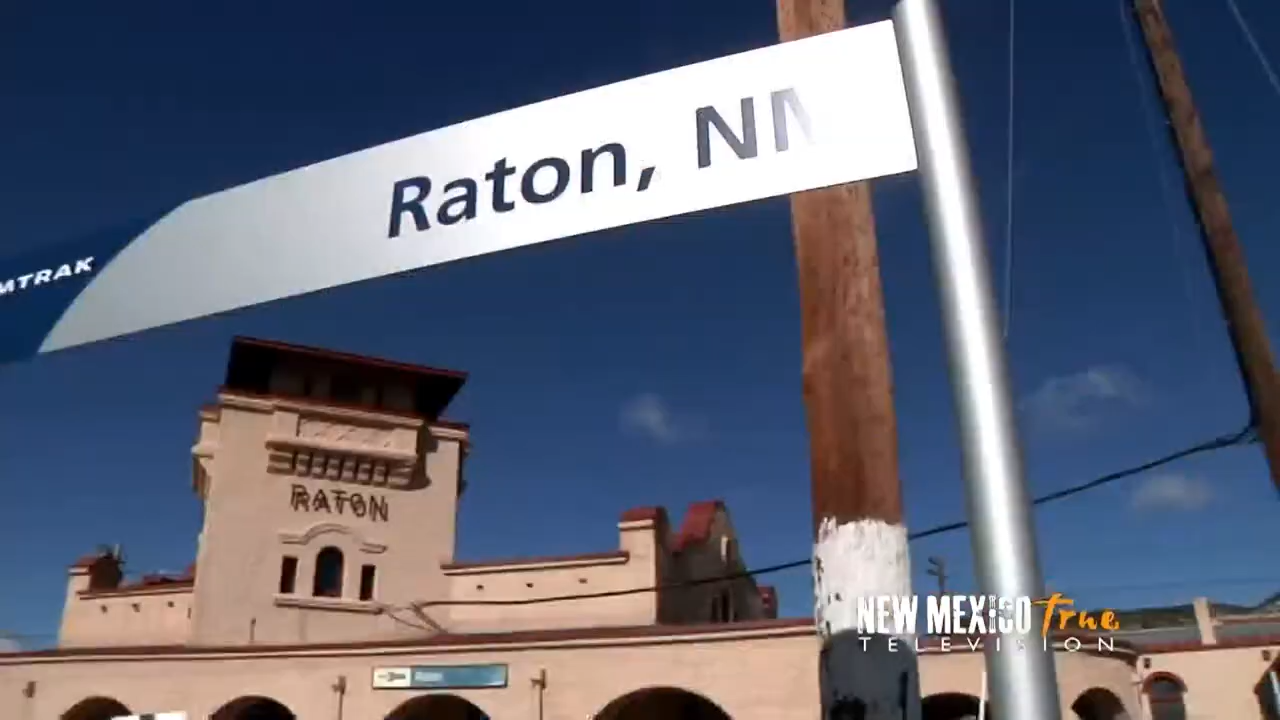 Raton, NM
MTRAK
RATON
NEW MEXICO True
TELEVISION